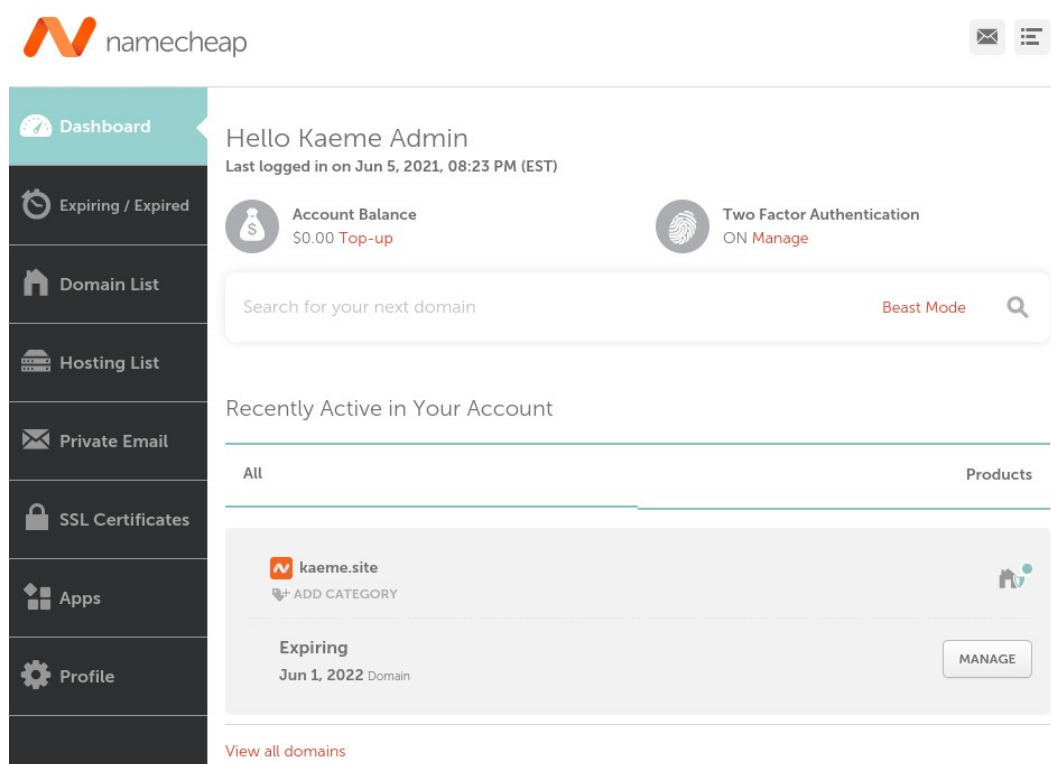 namecheap
Dashboard
Expiring / Expired
Domain List
Hosting List
Private Email
SSL Certificates
Apps
Profile
Hello Kaeme Admin
Last logged in on Jun 5, 2021, 08:23 PM (EST)
Account Balance
$0.00 Top-up
Two Factor Authentication
ON Manage
Search for your next domain Beast Mode
Recently Active in Your Account
All Products
kaeme.site
ADD CATEGORY
Expiring
Jun 1, 2022 Domain
MANAGE
View all domains